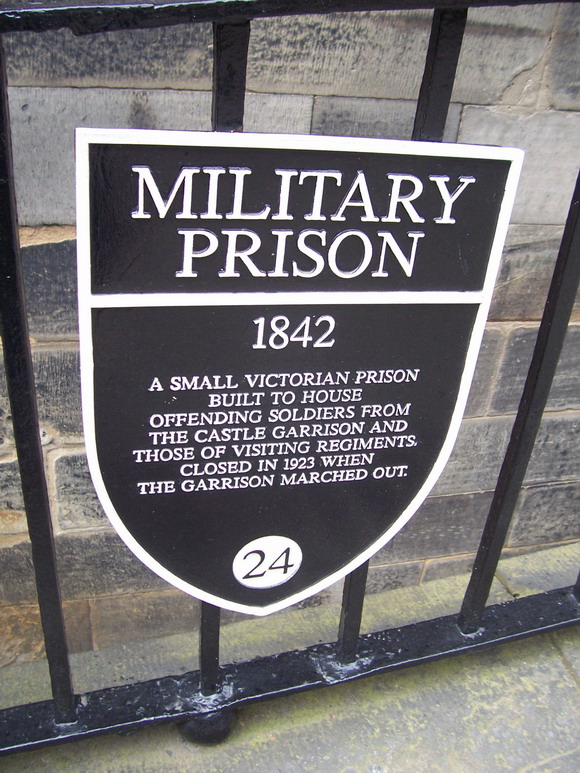 MILITARY
PRISON
1842
A SMALL VICTORIAN PRISON
BUILT TO HOUSE
OFFENDING SOLDIERS FROM
THE CASTLE GARRISON AND
THOSE OF VISITING REGIMENTS.
CLOSED IN 1923 WHEN
THE GARRISON MARCHED OUT.
24